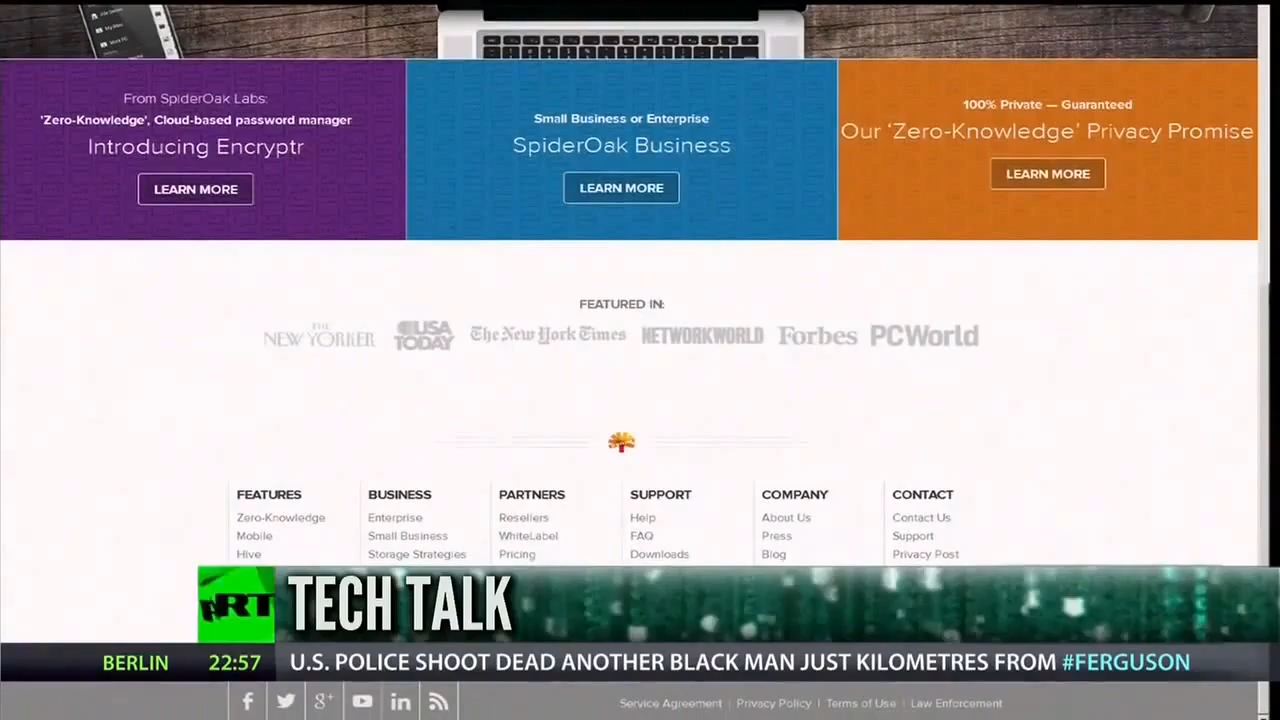 From SpiderOak Labs:
'Zero-Knowledge', Cloud-based password manager
Introducing Encryptr
LEARN MORE
Small Business or Enterprise
SpiderOak Business
LEARN MORE
100% Private — Guaranteed
Our 'Zero-Knowledge' Privacy Promise
LEARN MORE
FEATURED IN:
THE NEW YORKER
USA TODAY
The New York Times
NETWORKWORLD
Forbes
PCWorld
FEATURES
Zero-Knowledge
Mobile
Hive
BUSINESS
Enterprise
Small Business
Storage Strategies
PARTNERS
Resellers
WhiteLabel
Pricing
SUPPORT
Help
FAQ
Downloads
COMPANY
About Us
Press
Blog
CONTACT
Contact Us
Support
Privacy Post
RT
TECH TALK
BERLIN 22:57 U.S. POLICE SHOOT DEAD ANOTHER BLACK MAN JUST KILOMETRES FROM #FERGUSON
Service Agreement | Privacy Policy | Terms of Use | Law Enforcement